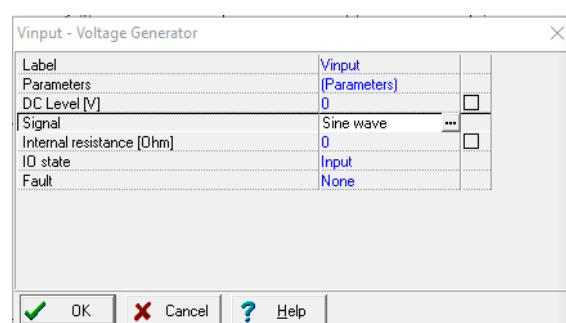 Vinput - Voltage Generator
Label Vinput
Parameters (Parameters)
DC Level [V] 0
Signal Sine wave ...
Internal resistance [Ohm] 0
IO state Input
Fault None
OK Cancel ? Help